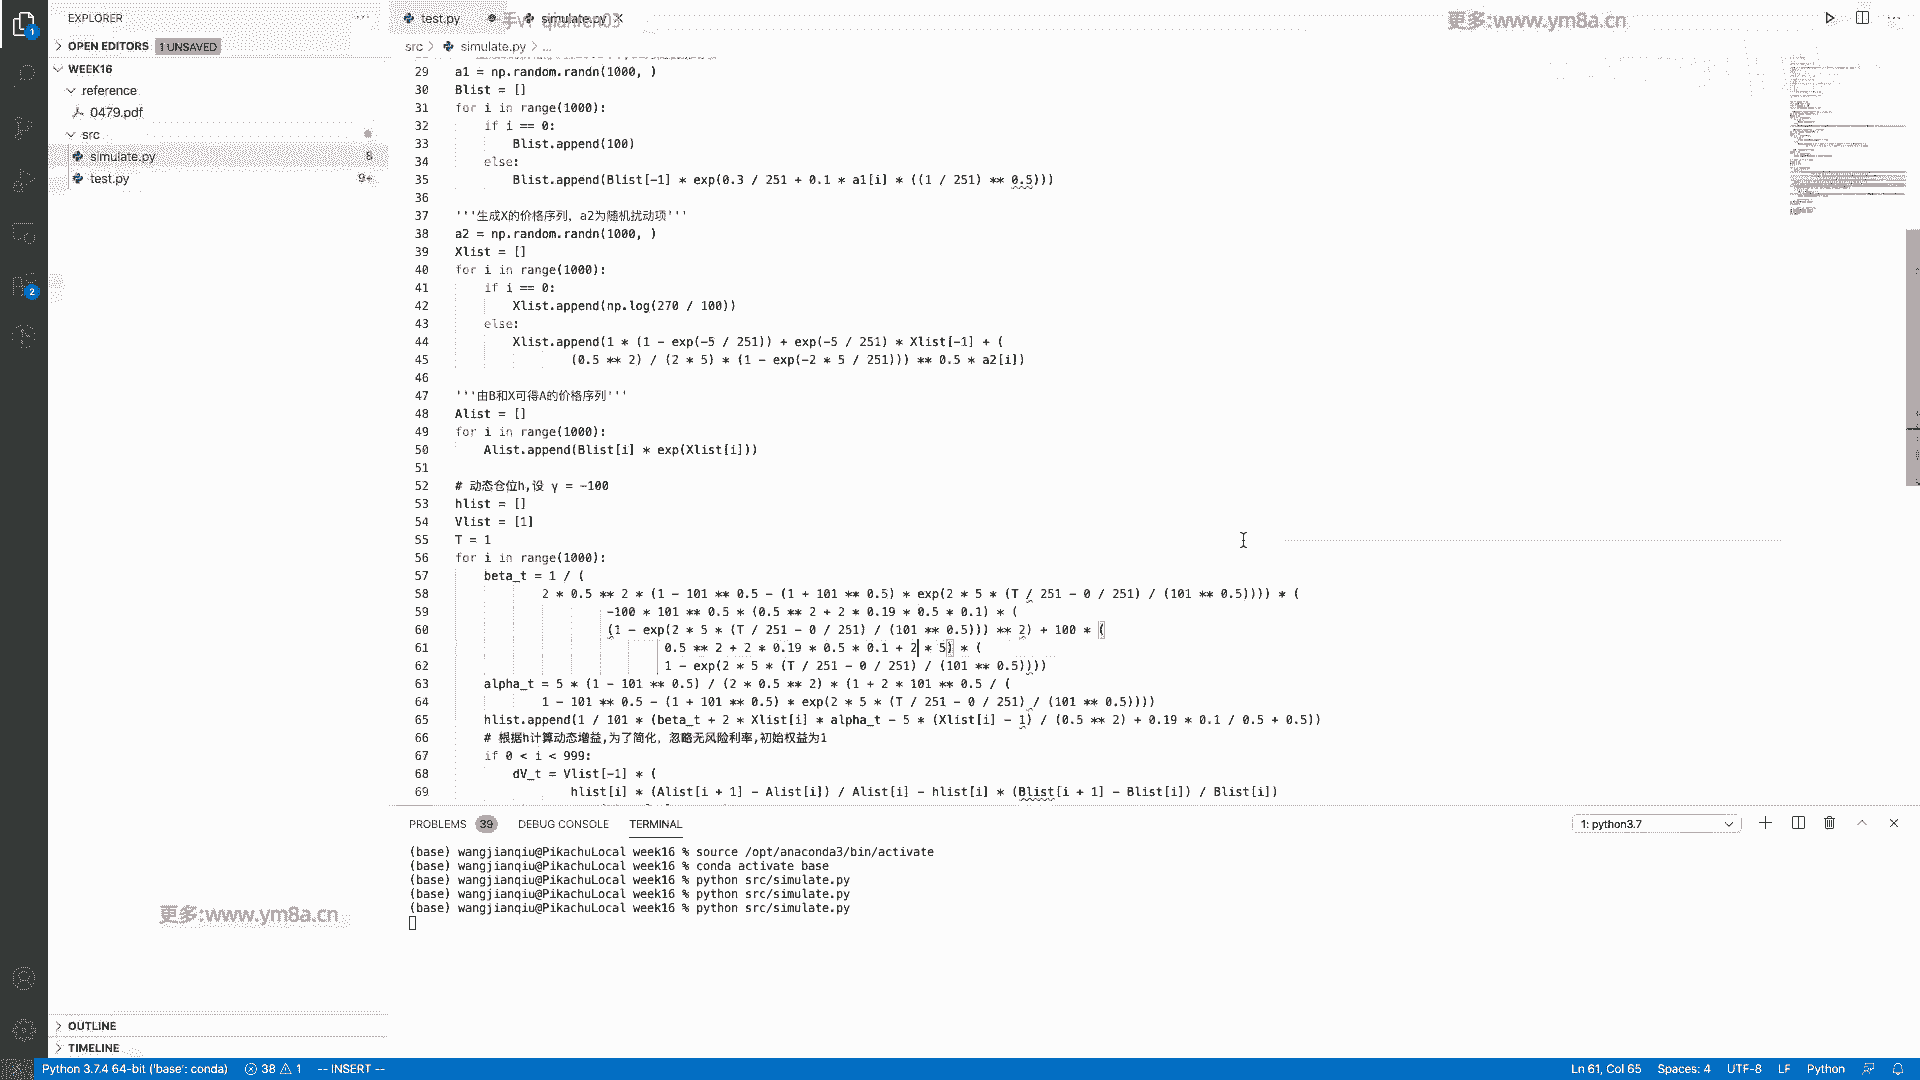 EXPLORER
OPEN EDITORS 1 UNSAVED
WEEK16
reference
0479.pdf
src
simulate.py 8
test.py 9+
OUTLINE
TIMELINE
1
2
test.py
simulate.py
更多:www.ym8a.cn
src > simulate.py > ...
29 a1 = np.random.randn(1000, )
30 Blist = []
31 for i in range(1000):
32 if i == 0:
33 Blist.append(100)
34 else:
35 Blist.append(Blist[-1] * exp(0.3 / 251 + 0.1 * a1[i] * ((1 / 251) ** 0.5)))
36
37 '''生成X的价格序列，a2为随机扰动项'''
38 a2 = np.random.randn(1000, )
39 Xlist = []
40 for i in range(1000):
41 if i == 0:
42 Xlist.append(np.log(270 / 100))
43 else:
44 Xlist.append(1 * (1 - exp(-5 / 251)) + exp(-5 / 251) * Xlist[-1] + (
45 (0.5 ** 2) / (2 * 5) * (1 - exp(-2 * 5 / 251))) ** 0.5 * a2[i])
46
47 '''由B和X可得A的价格序列'''
48 Alist = []
49 for i in range(1000):
50 Alist.append(Blist[i] * exp(Xlist[i]))
51
52 # 动态仓位h,设 γ = -100
53 hlist = []
54 Vlist = [1]
55 T = 1
56 for i in range(1000):
57 beta_t = 1 / (
58 2 * 0.5 ** 2 * (1 - 101 ** 0.5 - (1 + 101 ** 0.5) * exp(2 * 5 * (T / 251 - 0 / 251) / (101 ** 0.5)))) * (
59 -100 * 101 ** 0.5 * (0.5 ** 2 + 2 * 0.19 * 0.5 * 0.1) * (
60 (1 - exp(2 * 5 * (T / 251 - 0 / 251) / (101 ** 0.5))) ** 2) + 100 * (
61 0.5 ** 2 + 2 * 0.19 * 0.5 * 0.1 + 2 * 5) * (
62 1 - exp(2 * 5 * (T / 251 - 0 / 251) / (101 ** 0.5))))
63 alpha_t = 5 * (1 - 101 ** 0.5) / (2 * 0.5 ** 2) * (1 + 2 * 101 ** 0.5 / (
64 1 - 101 ** 0.5 - (1 + 101 ** 0.5) * exp(2 * 5 * (T / 251 - 0 / 251) / (101 ** 0.5))))
65 hlist.append(1 / 101 * (beta_t + 2 * Xlist[i] * alpha_t - 5 * (Xlist[i] - 1) / (0.5 ** 2) + 0.19 * 0.1 / 0.5 + 0.5))
66 # 根据h计算动态增益,为了简化，忽略无风险利率,初始权益为1
67 if 0 < i < 999:
68 dV_t = Vlist[-1] * (
69 hlist[i] * (Alist[i + 1] - Alist[i]) / Alist[i] - hlist[i] * (Blist[i + 1] - Blist[i]) / Blist[i])
PROBLEMS 39 DEBUG CONSOLE TERMINAL 1: python3.7
(base) wangjianqiu@PikachuLocal week16 % source /opt/anaconda3/bin/activate
(base) wangjianqiu@PikachuLocal week16 % conda activate base
(base) wangjianqiu@PikachuLocal week16 % python src/simulate.py
(base) wangjianqiu@PikachuLocal week16 % python src/simulate.py
(base) wangjianqiu@PikachuLocal week16 % python src/simulate.py
更多:www.ym8a.cn
Python 3.7.4 64-bit ('base': conda) 38 1 -- INSERT -- Ln 61, Col 65 Spaces: 4 UTF-8 LF Python